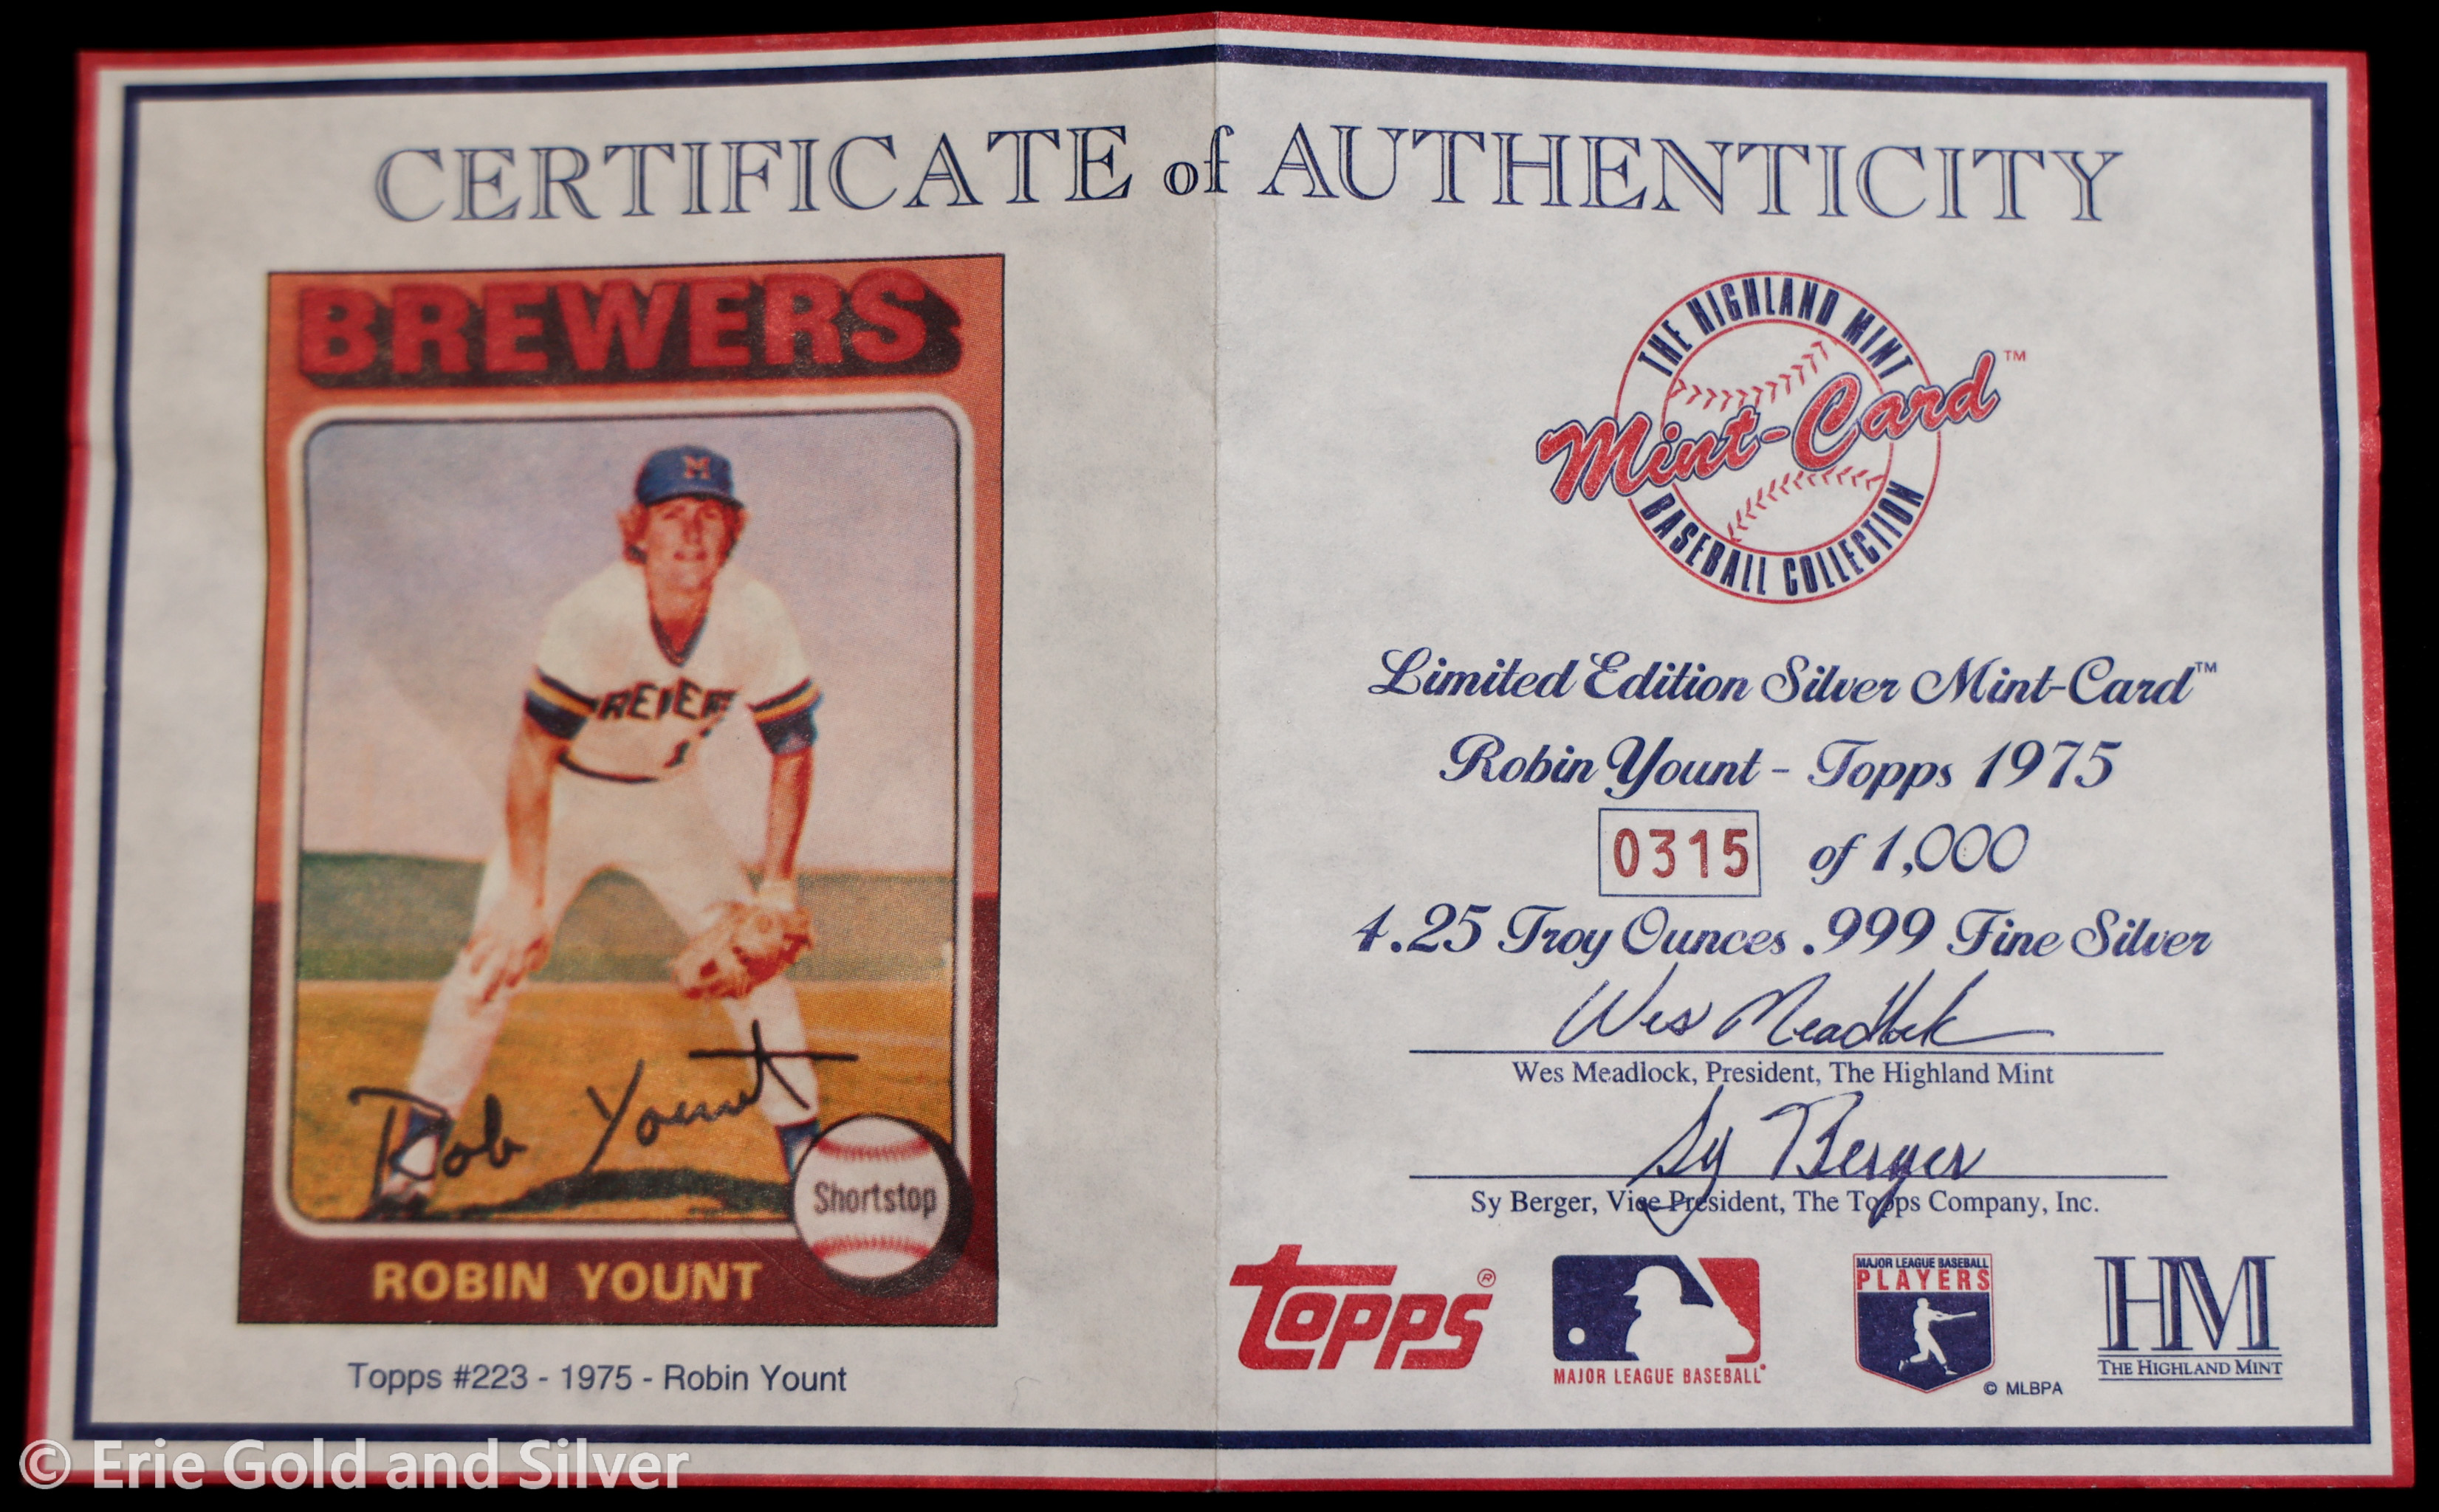 CERTIFICATE of AUTHENTICITY
BREWERS
M
Rob Yount
Shortstop
ROBIN YOUNT
Topps #223 - 1975 - Robin Yount
THE HIGHLAND MINT
Mint-Card™
BASEBALL COLLECTION
Limited Edition Silver Mint-Card™
Robin Yount - Topps 1975
0315 of 1,000
4.25 Troy Ounces .999 Fine Silver
Wes Meadlock
Wes Meadlock, President, The Highland Mint
Sy Berger
Sy Berger, Vice President, The Topps Company, Inc.
Topps®
MAJOR LEAGUE BASEBALL
MAJOR LEAGUE BASEBALL
PLAYERS
© MLBPA
HM
THE HIGHLAND MINT
© Erie Gold and Silver